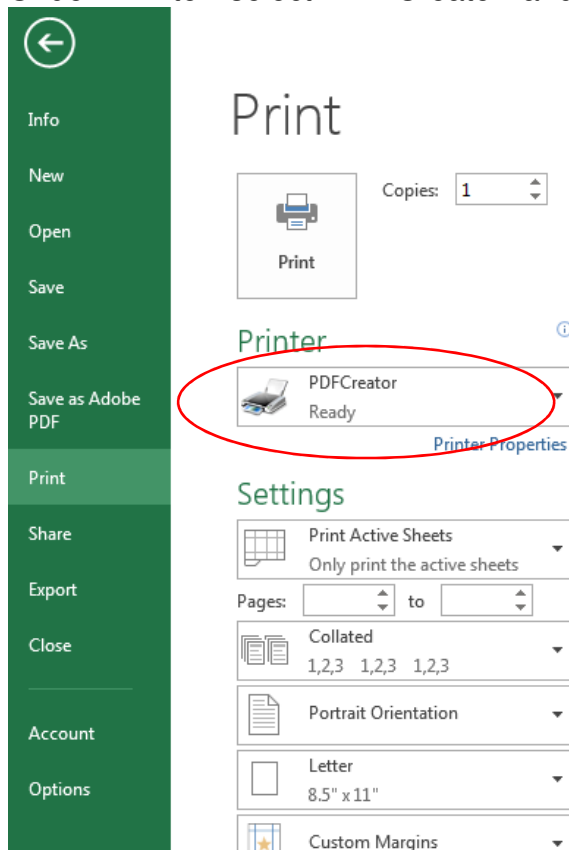 Info
New
Open
Save
Save As
Save as Adobe
PDF
Print
Share
Export
Close
Account
Options
Print
Copies: 1
Print
Printer
PDFCreator
Ready
Printer Properties
Settings
Print Active Sheets
Only print the active sheets
Pages: to
Collated
1,2,3 1,2,3 1,2,3
Portrait Orientation
Letter
8.5" x 11"
Custom Margins